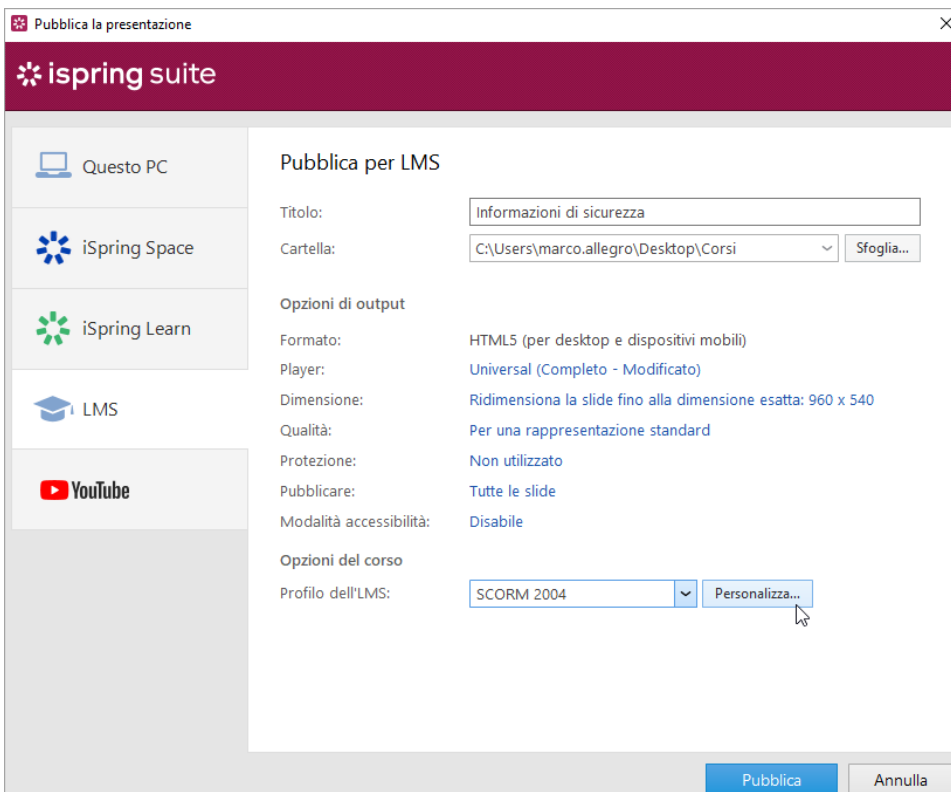 Pubblica la presentazione
ispring suite
Questo PC
iSpring Space
iSpring Learn
LMS
YouTube
Pubblica per LMS
Titolo: Informazioni di sicurezza
Cartella: C:\Users\marco.allegro\Desktop\Corsi Sfoglia...
Opzioni di output
Formato: HTML5 (per desktop e dispositivi mobili)
Player: Universal (Completo - Modificato)
Dimensione: Ridimensiona la slide fino alla dimensione esatta: 960 x 540
Qualità: Per una rappresentazione standard
Protezione: Non utilizzato
Pubblicare: Tutte le slide
Modalità accessibilità: Disabile
Opzioni del corso
Profilo dell'LMS: SCORM 2004 Personalizza...
Pubblica Annulla